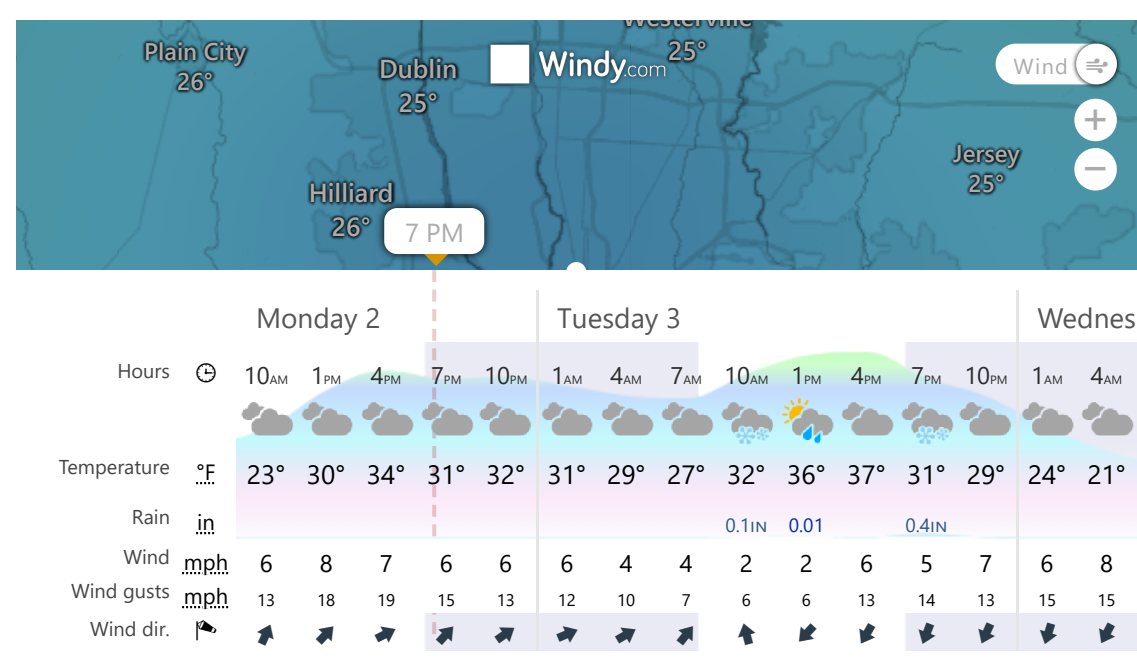 Westerville
25°
Plain City
26°
Dublin
25°
Windy.com
Wind
+
−
Jersey
25°
Hilliard
26°
7 PM
Monday 2 Tuesday 3 Wednes
Hours 10AM 1PM 4PM 7PM 10PM 1AM 4AM 7AM 10AM 1PM 4PM 7PM 10PM 1AM 4AM
Temperature °F 23° 30° 34° 31° 32° 31° 29° 27° 32° 36° 37° 31° 29° 24° 21°
Rain in 0.1IN 0.01 0.4IN
Wind mph 6 8 7 6 6 6 4 4 2 2 6 5 7 6 8
Wind gusts mph 13 18 19 15 13 12 10 7 6 6 13 14 13 15 15
Wind dir.